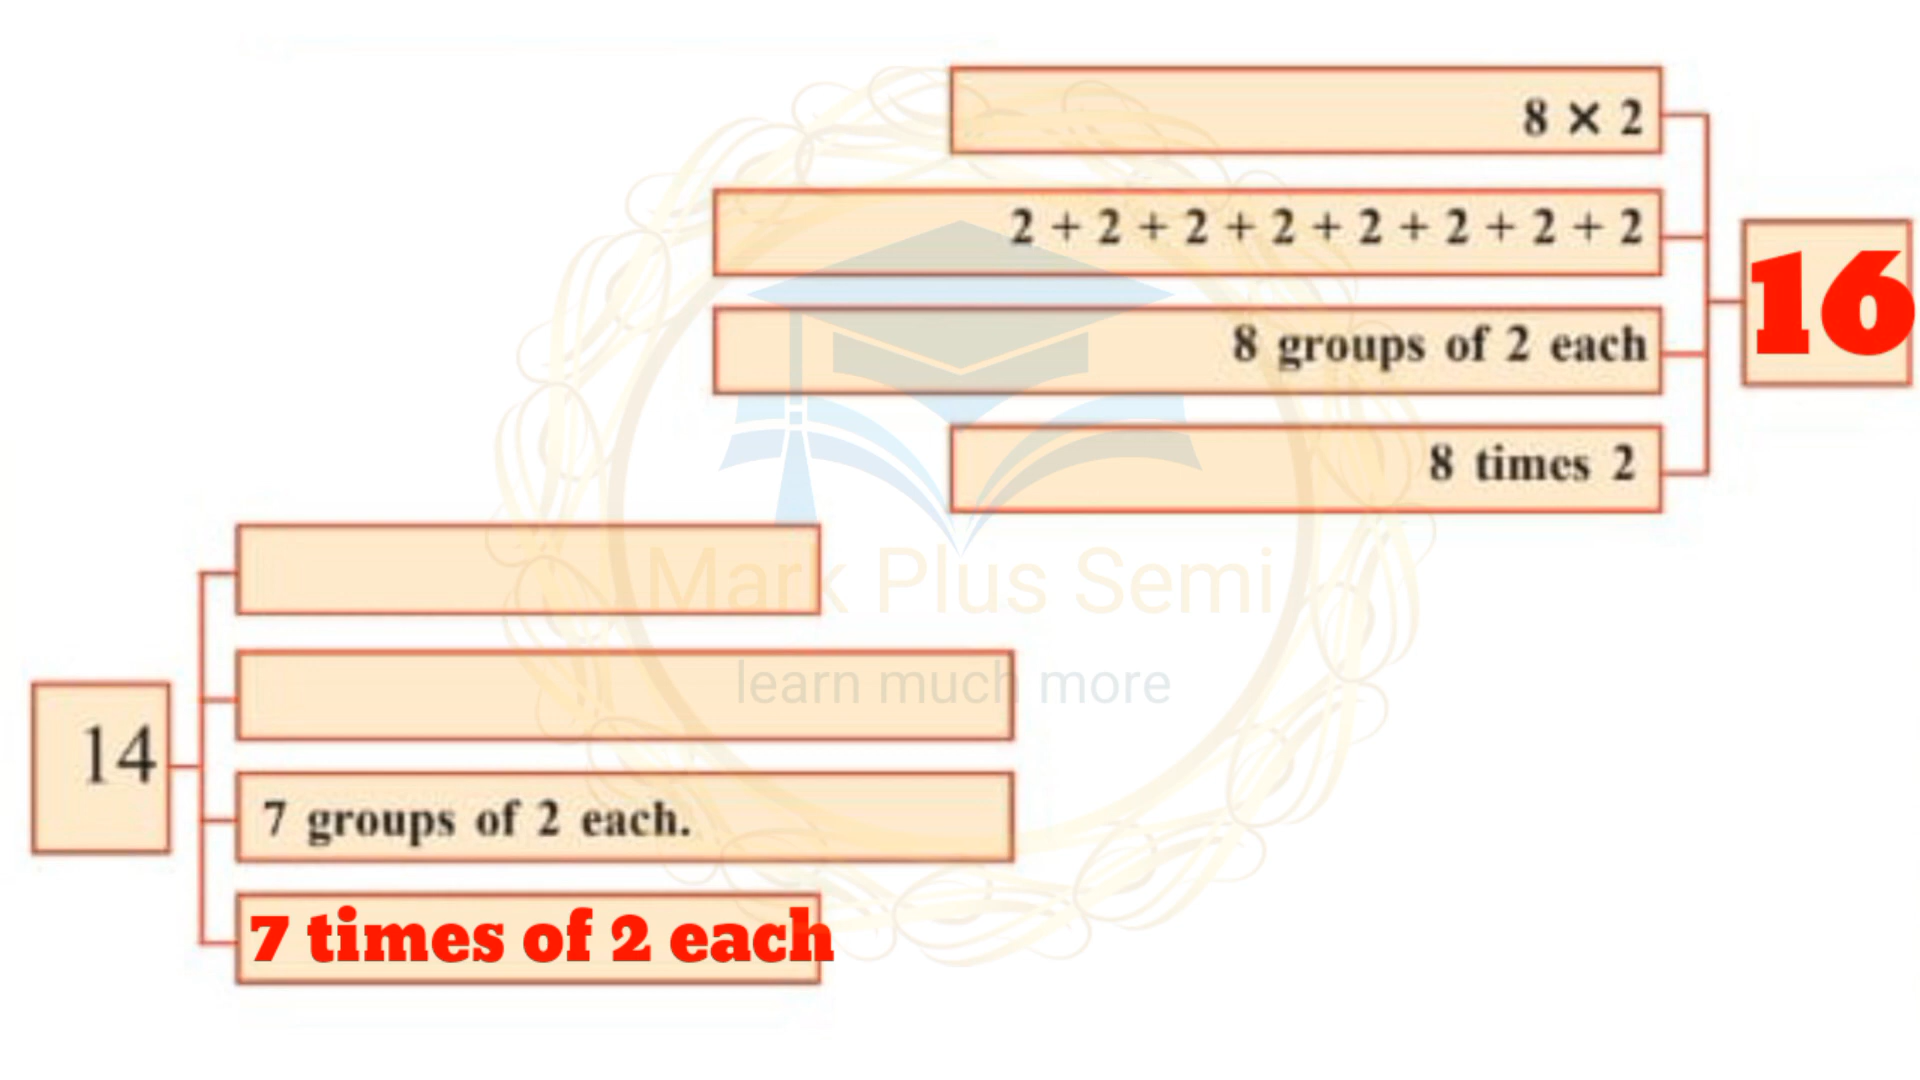 8 × 2
2 + 2 + 2 + 2 + 2 + 2 + 2 + 2
8 groups of 2 each
8 times 2
16
Mark Plus Semi
learn much more
14
7 groups of 2 each.
7 times of 2 each